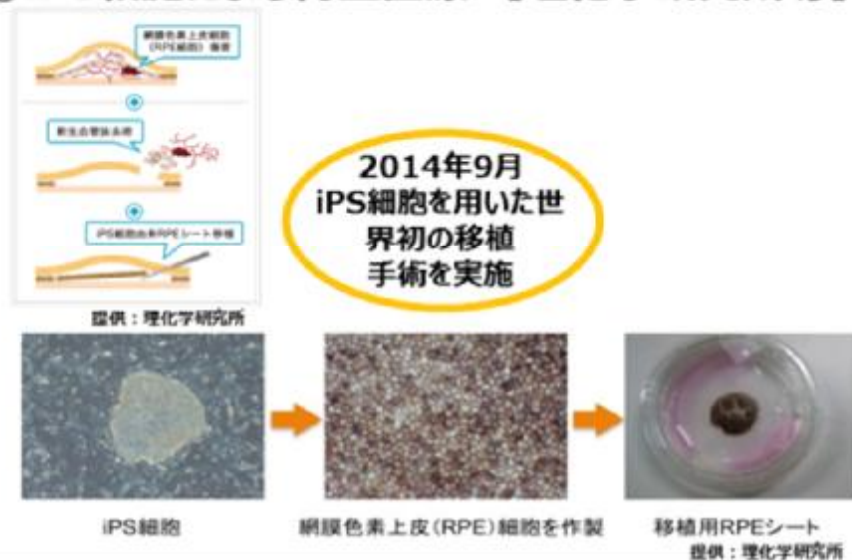 網膜色素上皮細胞
(RPE細胞) 傷害
新生血管抜去術
iPS細胞由来RPEシート移植
提供:理化学研究所
2014年9月
iPS細胞を用いた世
界初の移植
手術を実施
iPS細胞
網膜色素上皮(RPE)細胞を作製
移植用RPEシート
提供:理化学研究所